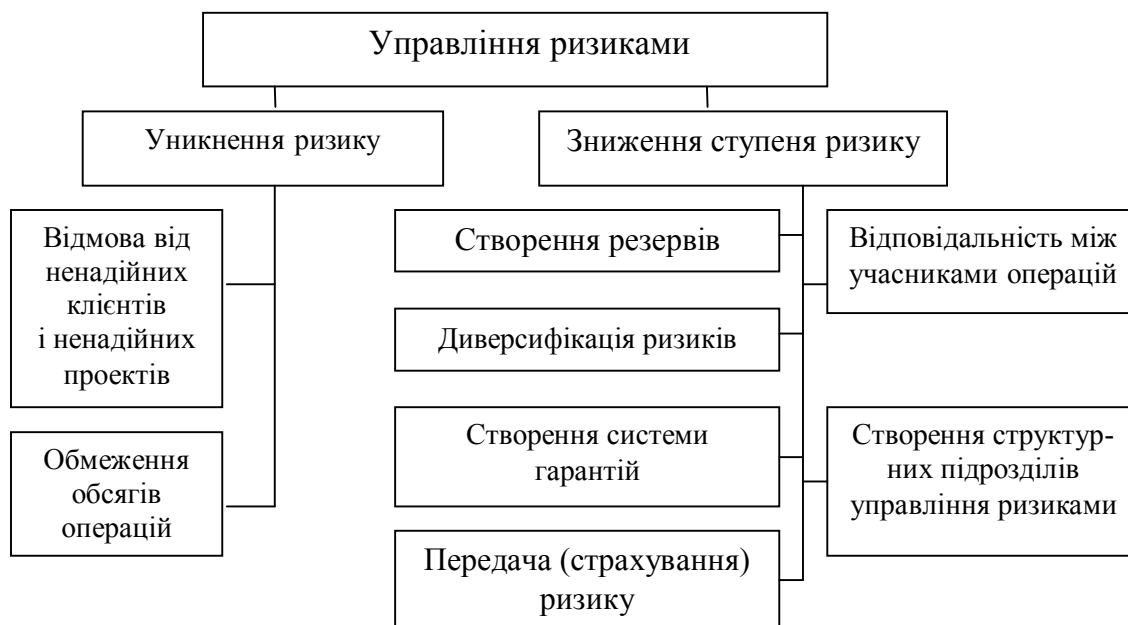 Управління ризиками
Уникнення ризику
Зниження ступеня ризику
Відмова від
ненадійних
клієнтів
і ненадійних
проектів
Обмеження
обсягів
операцій
Створення резервів
Диверсифікація ризиків
Створення системи
гарантій
Передача (страхування)
ризику
Відповідальність між
учасниками операцій
Створення структур-
них підрозділів
управління ризиками